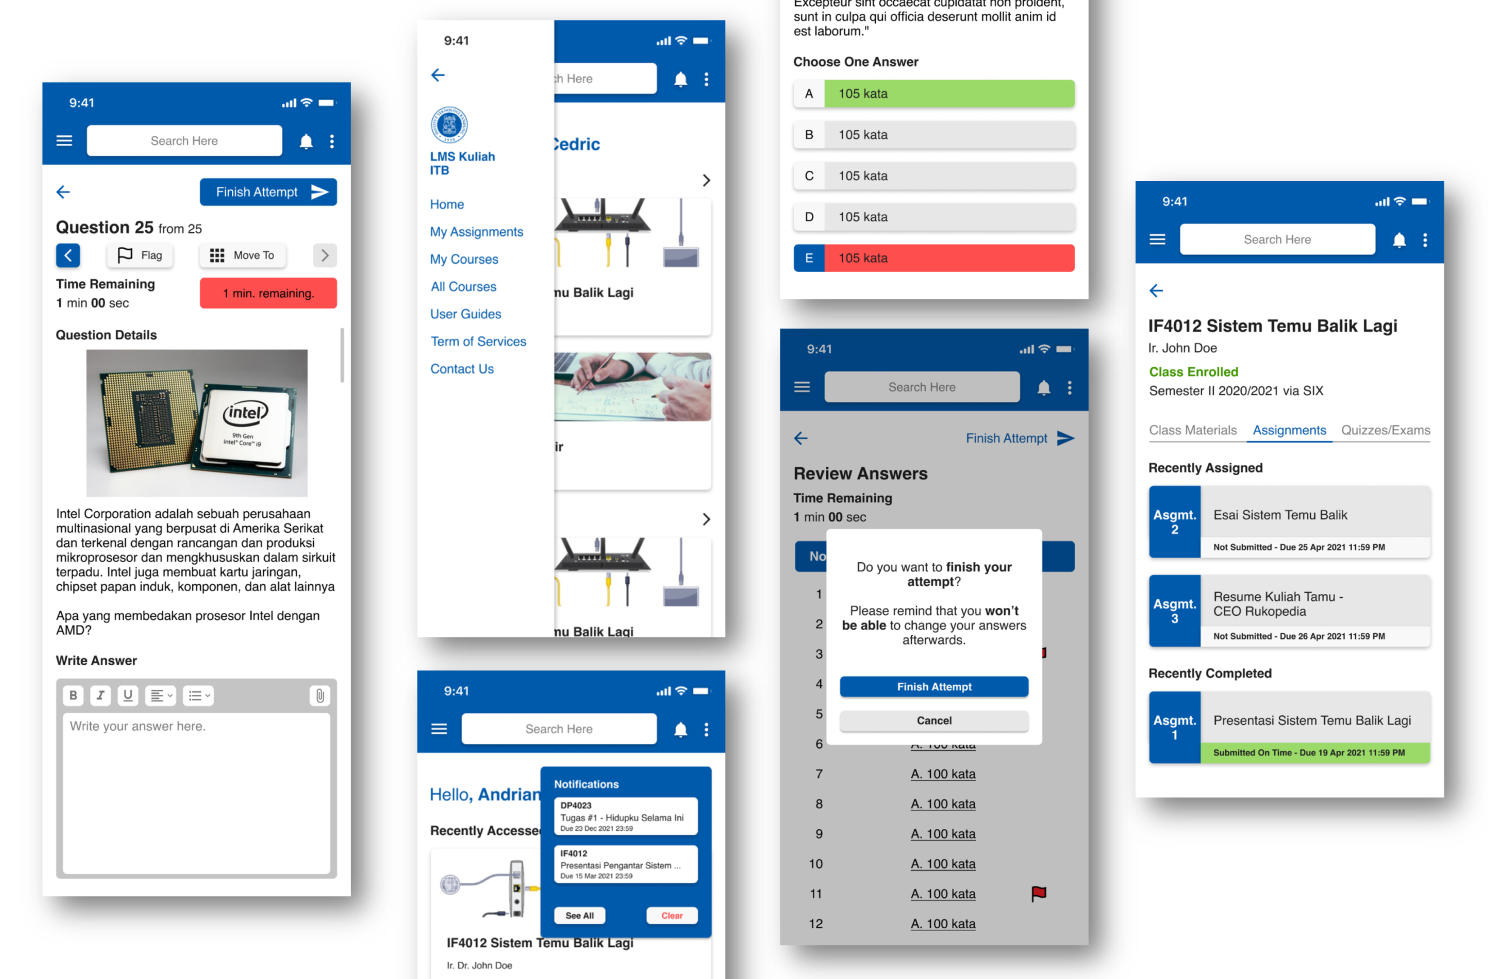 9:41
Search Here
Finish Attempt
Question 25 from 25
Flag
Move To
Time Remaining
1 min 00 sec
1 min. remaining.
Question Details
intel
9th Gen
Intel® Core™ i9
Intel Corporation adalah sebuah perusahaan
multinasional yang berpusat di Amerika Serikat
dan terkenal dengan rancangan dan produksi
mikroprosesor dan mengkhususkan dalam sirkuit
terpadu. Intel juga membuat kartu jaringan,
chipset papan induk, komponen, dan alat lainnya
Apa yang membedakan prosesor Intel dengan
AMD?
Write Answer
B I U
Write your answer here.
9:41
ch Here
LMS Kuliah
ITB
Cedric
Home
My Assignments
My Courses
All Courses
User Guides
Term of Services
Contact Us
mu Balik Lagi
ir
mu Balik Lagi
9:41
Search Here
Hello, Andrian
Recently Accesse
Notifications
DP4023
Tugas #1 - Hidupku Selama Ini
Due 23 Dec 2021 23:59
IF4012
Presentasi Pengantar Sistem ...
Due 15 Mar 2021 23:59
See All
Clear
IF4012 Sistem Temu Balik Lagi
Ir. Dr. John Doe
Excepteur sint occaecat cupidatat non proident,
sunt in culpa qui officia deserunt mollit anim id
est laborum."
Choose One Answer
A 105 kata
B 105 kata
C 105 kata
D 105 kata
E 105 kata
9:41
Search Here
Finish Attempt
Review Answers
Time Remaining
1 min 00 sec
No
Do you want to finish your
attempt?
Please remind that you won't
be able to change your answers
afterwards.
Finish Attempt
Cancel
1
2
3
4
5
6 A. 100 kata
7 A. 100 kata
8 A. 100 kata
9 A. 100 kata
10 A. 100 kata
11 A. 100 kata
12 A. 100 kata
9:41
Search Here
IF4012 Sistem Temu Balik Lagi
Ir. John Doe
Class Enrolled
Semester II 2020/2021 via SIX
Class Materials Assignments Quizzes/Exams
Recently Assigned
Asgmt.
2
Esai Sistem Temu Balik
Not Submitted - Due 25 Apr 2021 11:59 PM
Asgmt.
3
Resume Kuliah Tamu -
CEO Rukopedia
Not Submitted - Due 26 Apr 2021 11:59 PM
Recently Completed
Asgmt.
1
Presentasi Sistem Temu Balik Lagi
Submitted On Time - Due 19 Apr 2021 11:59 PM